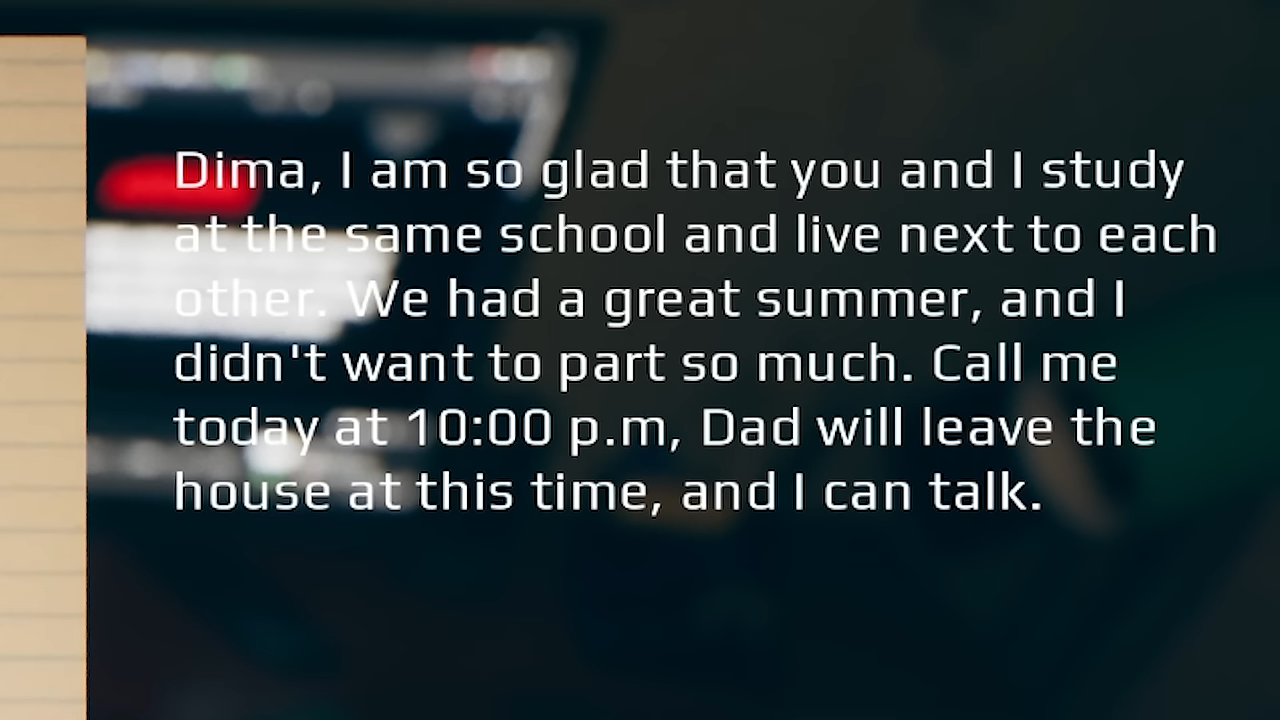 Dima, I am so glad that you and I study
at the same school and live next to each
other. We had a great summer, and I
didn't want to part so much. Call me
today at 10:00 p.m, Dad will leave the
house at this time, and I can talk.